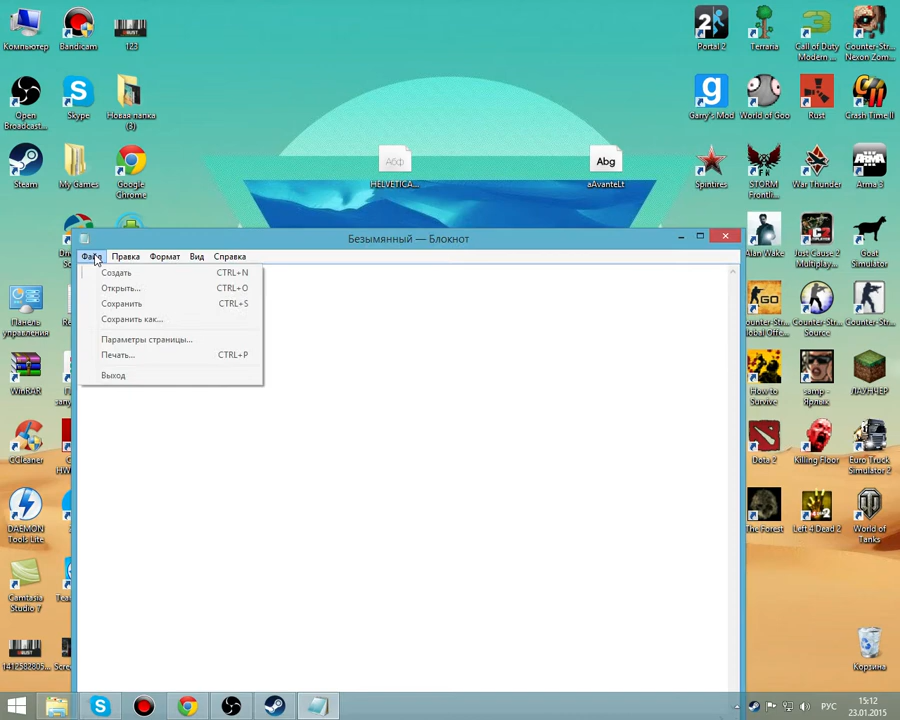 Компьютер
Bandicam
123
Portal 2
Terraria
Call of Duty
Modern ...
Counter-Str...
Nexon Zom...
Open
Broadcast...
Skype
Новая папка
(3)
Garry's Mod
World of Goo
Rust
Crash Time II
Steam
My Games
Google
Chrome
Абф
HELVETICA...
Abg
aAvanteLt
Spintires
STORM
Frontli...
War Thunder
Arma 3
Безымянный — Блокнот
Файл
Правка
Формат
Вид
Справка
Создать CTRL+N
Открыть... CTRL+O
Сохранить CTRL+S
Сохранить как...
Параметры страницы...
Печать... CTRL+P
Выход
Alan Wake
Just Cause 2
Multiplay...
Goat
Simulator
Панель
управления
GO
Counter-Str...
Source
Counter-Str...
WinRAR
How to
Survive
samp -
Ярлык
ЛАУНЧЕР
CCleaner
Dota 2
Killing Floor
Euro Truck
Simulator 2
DAEMON
Tools Lite
The Forest
Left 4 Dead 2
World of
Tanks
Camtasia
Studio 7
1412582805...
Корзина
РУС
15:12
23.01.2015